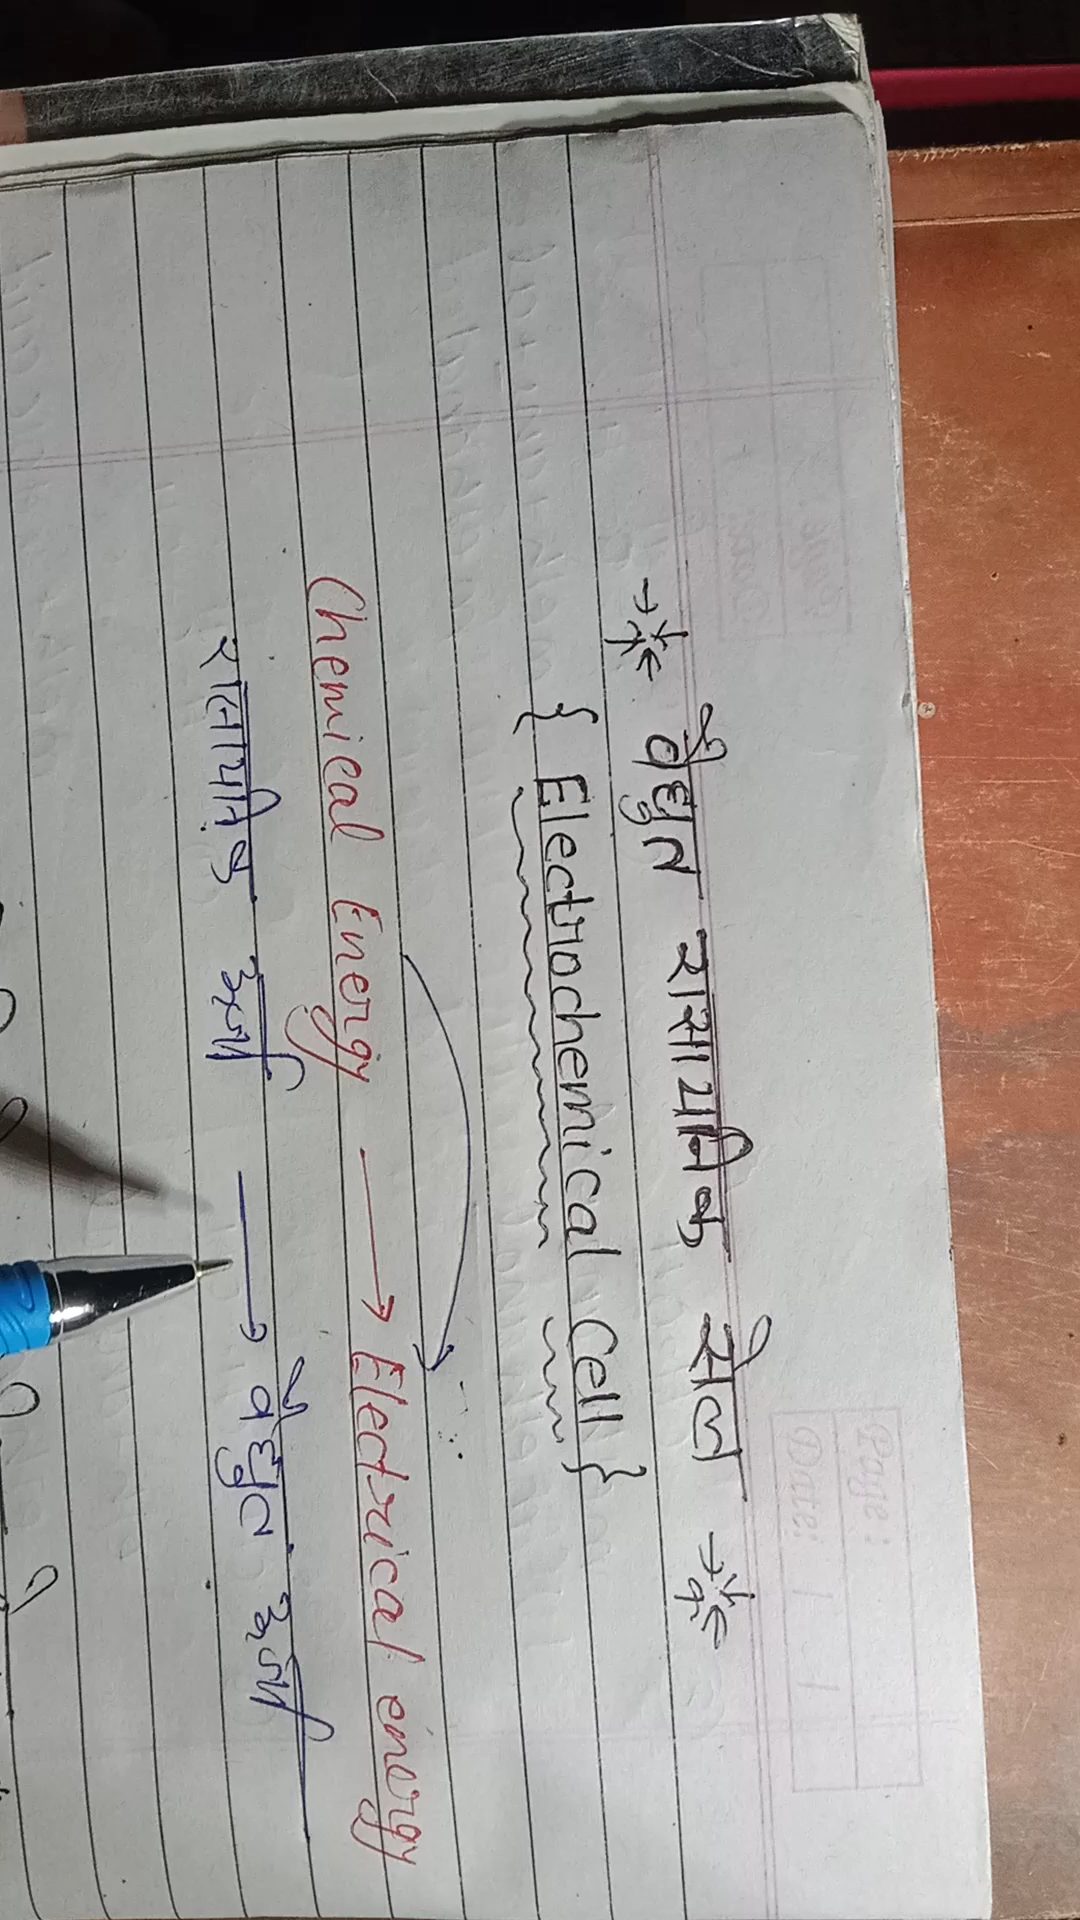 वैद्युत रासायनिक सेल
{ Electrochemical Cell }
Chemical Energy → Electrical energy
रासायनिक ऊर्जा → वैद्युत ऊर्जा